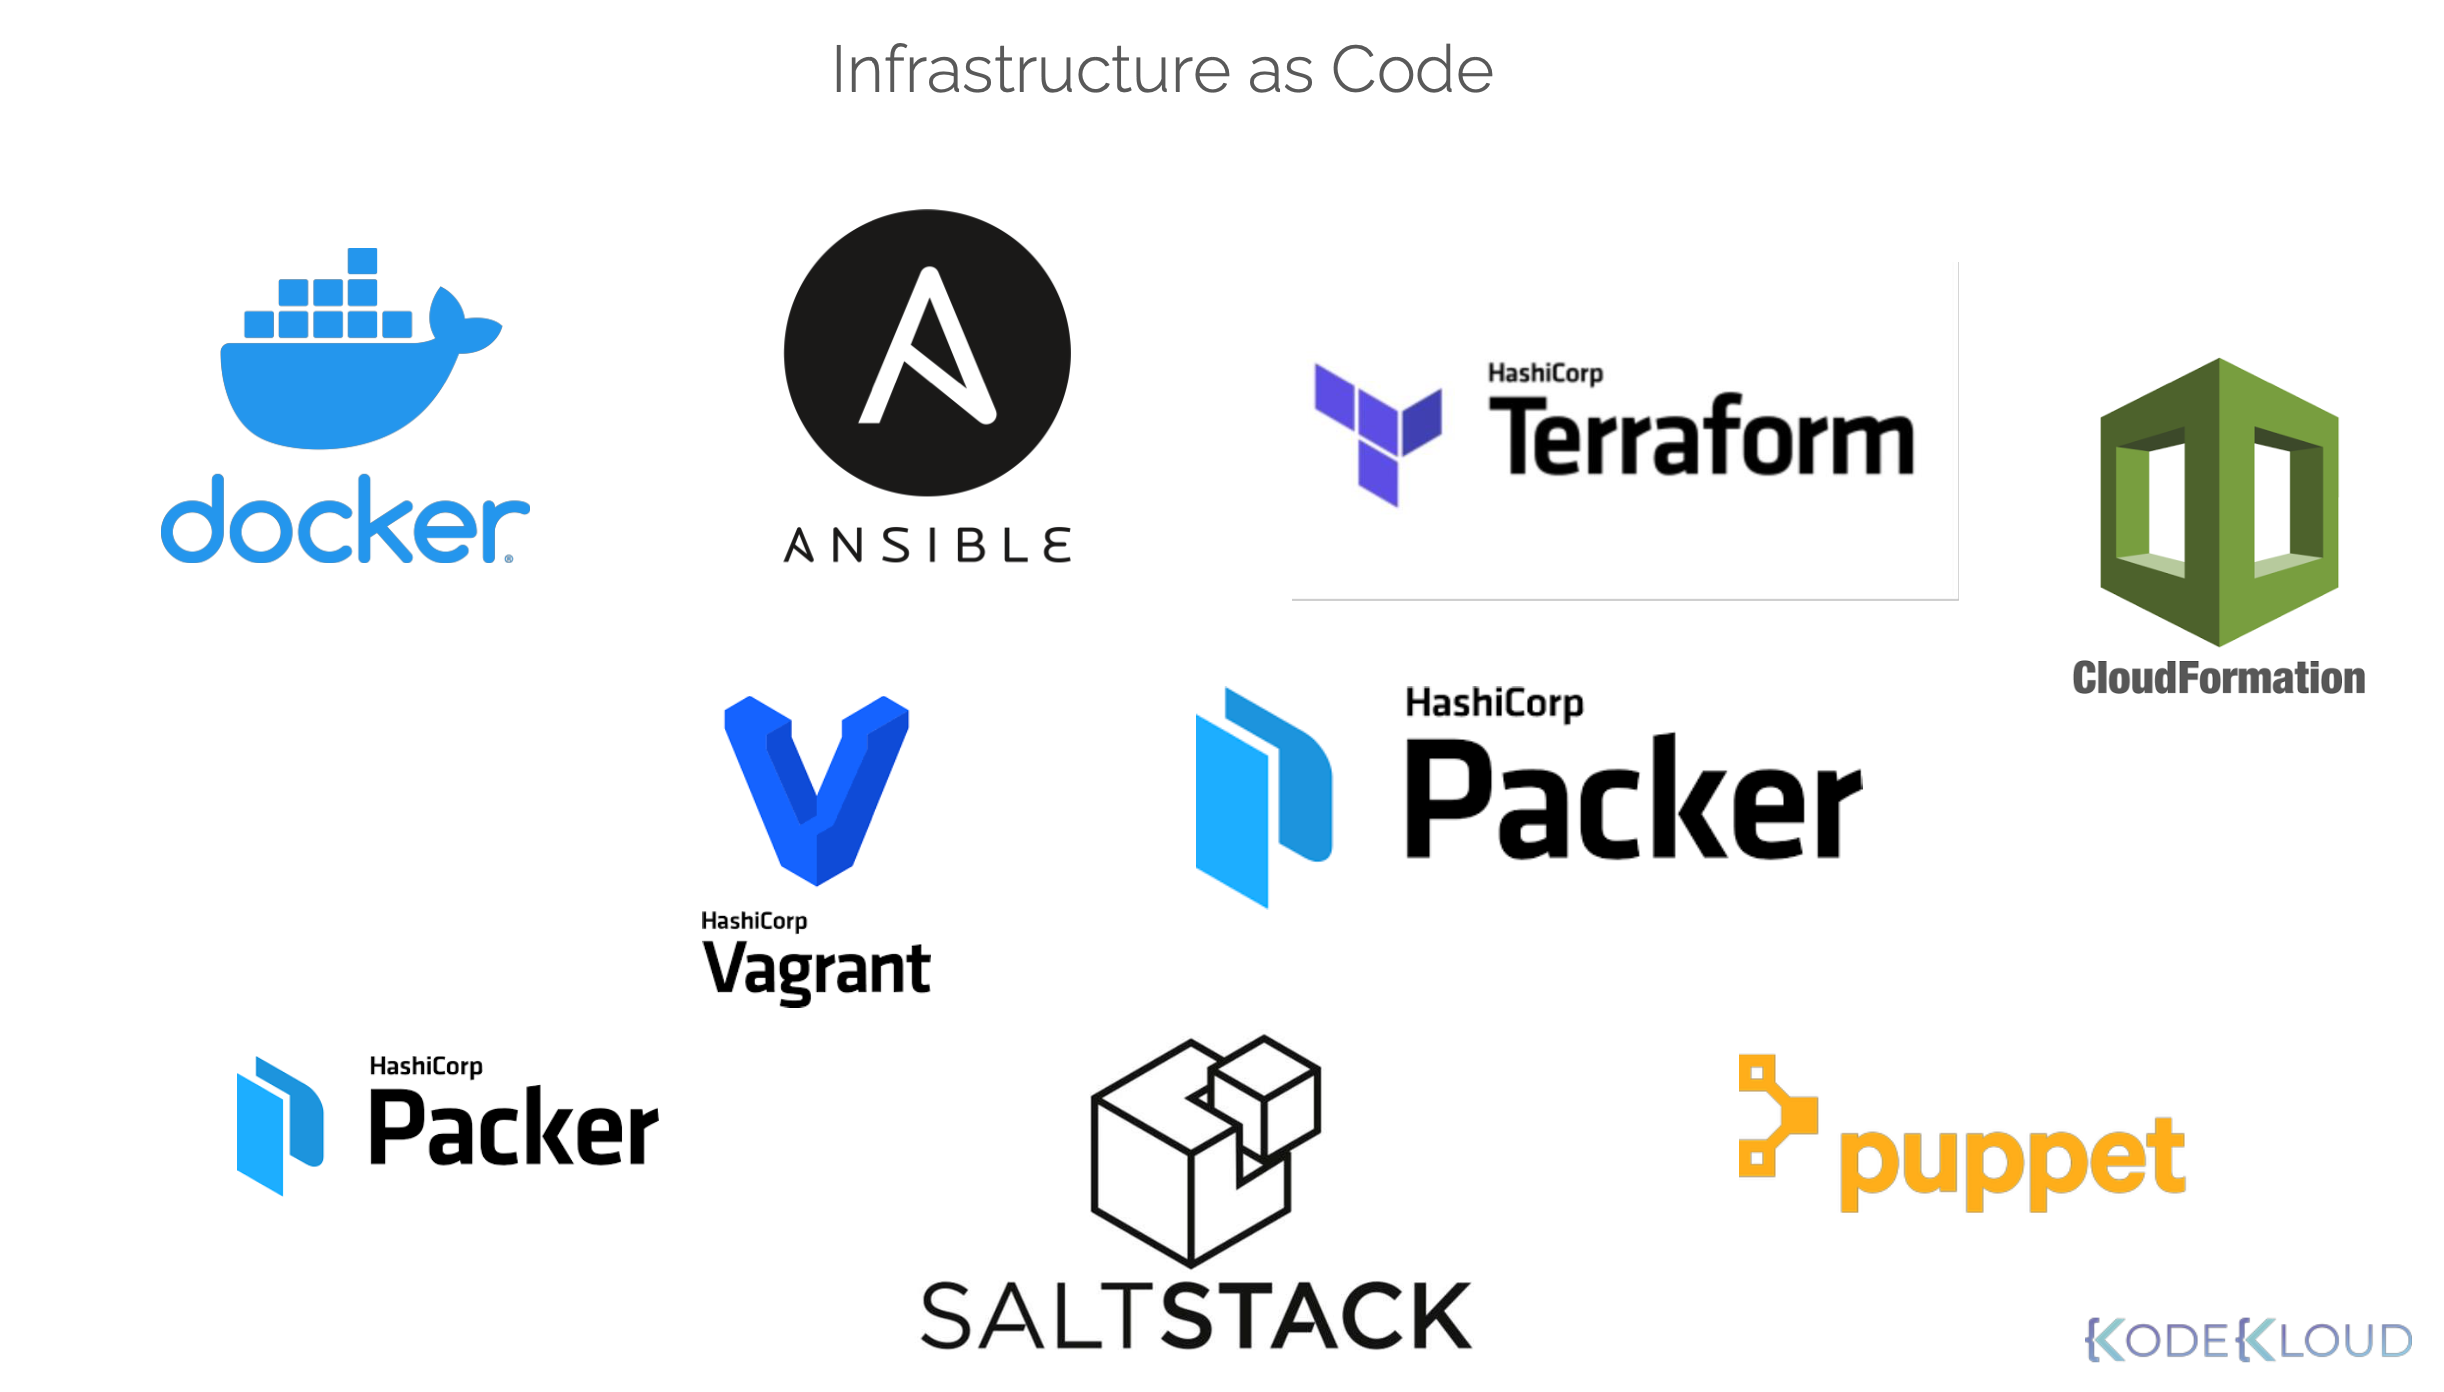 Infrastructure as Code
docker®
ANSIBLE
HashiCorp
Terraform
CloudFormation
HashiCorp
Vagrant
HashiCorp
Packer
HashiCorp
Packer
SALTSTACK
puppet
KODEKLOUD